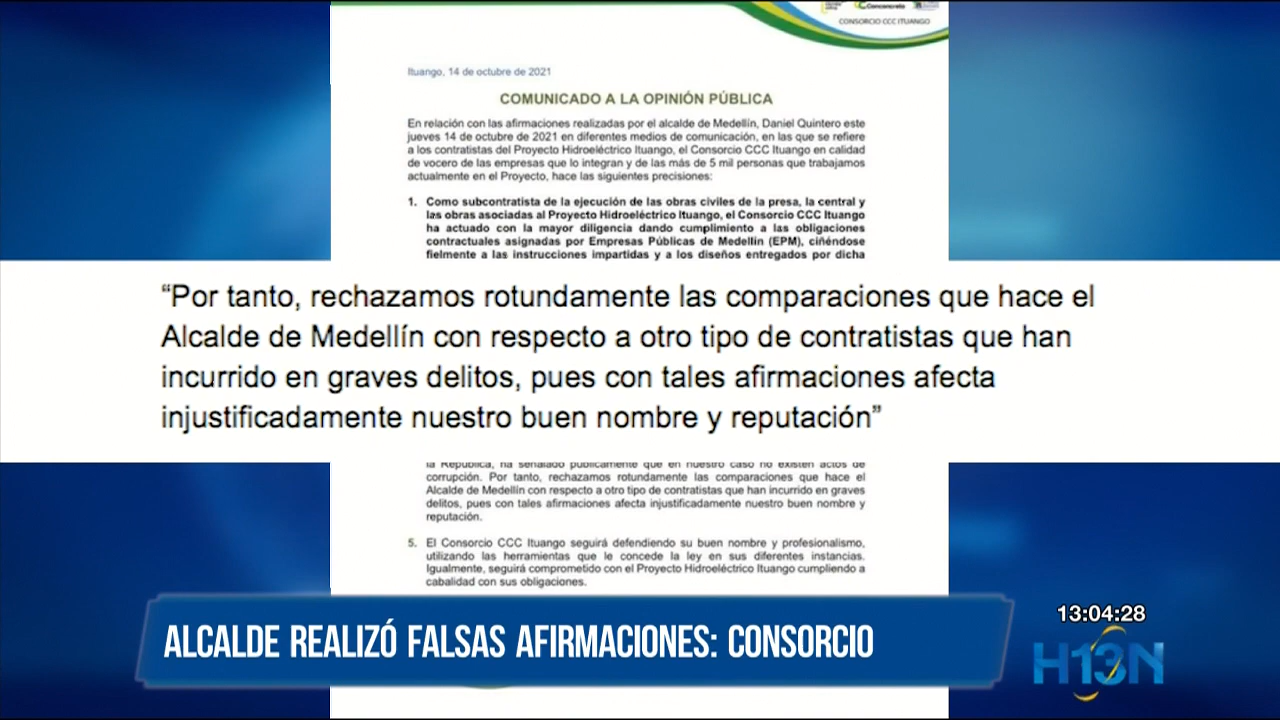 Conconcreto
CONSORCIO CCC ITUANGO
Ituango, 14 de octubre de 2021
COMUNICADO A LA OPINIÓN PÚBLICA
En relación con las afirmaciones realizadas por el alcalde de Medellín, Daniel Quintero este
jueves 14 de octubre de 2021 en diferentes medios de comunicación, en las que se refiere
a los contratistas del Proyecto Hidroeléctrico Ituango, el Consorcio CCC Ituango en calidad
de vocero de las empresas que lo integran y de las más de 5 mil personas que trabajamos
actualmente en el Proyecto, hace las siguientes precisiones:
1. Como subcontratista de la ejecución de las obras civiles de la presa, la central y
las obras asociadas al Proyecto Hidroeléctrico Ituango, el Consorcio CCC Ituango
ha actuado con la mayor diligencia dando cumplimiento a las obligaciones
contractuales asignadas por Empresas Públicas de Medellín (EPM), ciñéndose
fielmente a las instrucciones impartidas y a los diseños entregados por dicha
“Por tanto, rechazamos rotundamente las comparaciones que hace el
Alcalde de Medellín con respecto a otro tipo de contratistas que han
incurrido en graves delitos, pues con tales afirmaciones afecta
injustificadamente nuestro buen nombre y reputación”
la República, ha señalado públicamente que en nuestro caso no existen actos de
corrupción. Por tanto, rechazamos rotundamente las comparaciones que hace el
Alcalde de Medellín con respecto a otro tipo de contratistas que han incurrido en graves
delitos, pues con tales afirmaciones afecta injustificadamente nuestro buen nombre y
reputación.
5. El Consorcio CCC Ituango seguirá defendiendo su buen nombre y profesionalismo,
utilizando las herramientas que le concede la ley en sus diferentes instancias.
Igualmente, seguirá comprometido con el Proyecto Hidroeléctrico Ituango cumpliendo a
cabalidad con sus obligaciones.
ALCALDE REALIZÓ FALSAS AFIRMACIONES: CONSORCIO
13:04:28
H13N